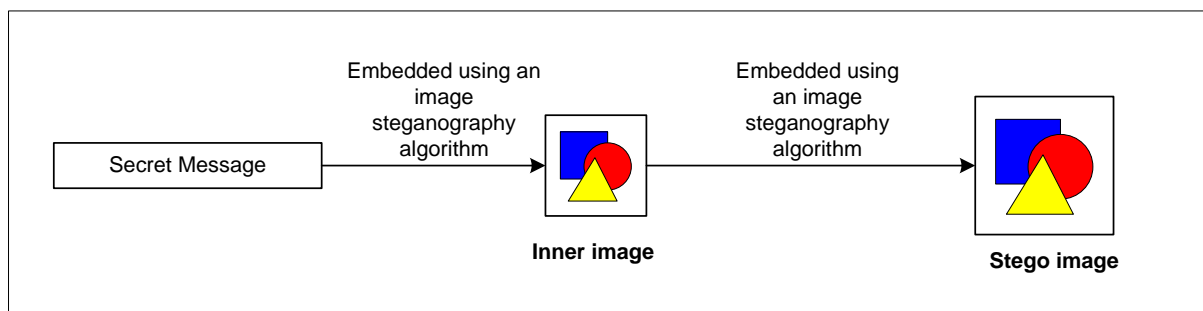 Secret Message
Embedded using an
image
steganography
algorithm
Inner image
Embedded using
an image
steganography
algorithm
Stego image